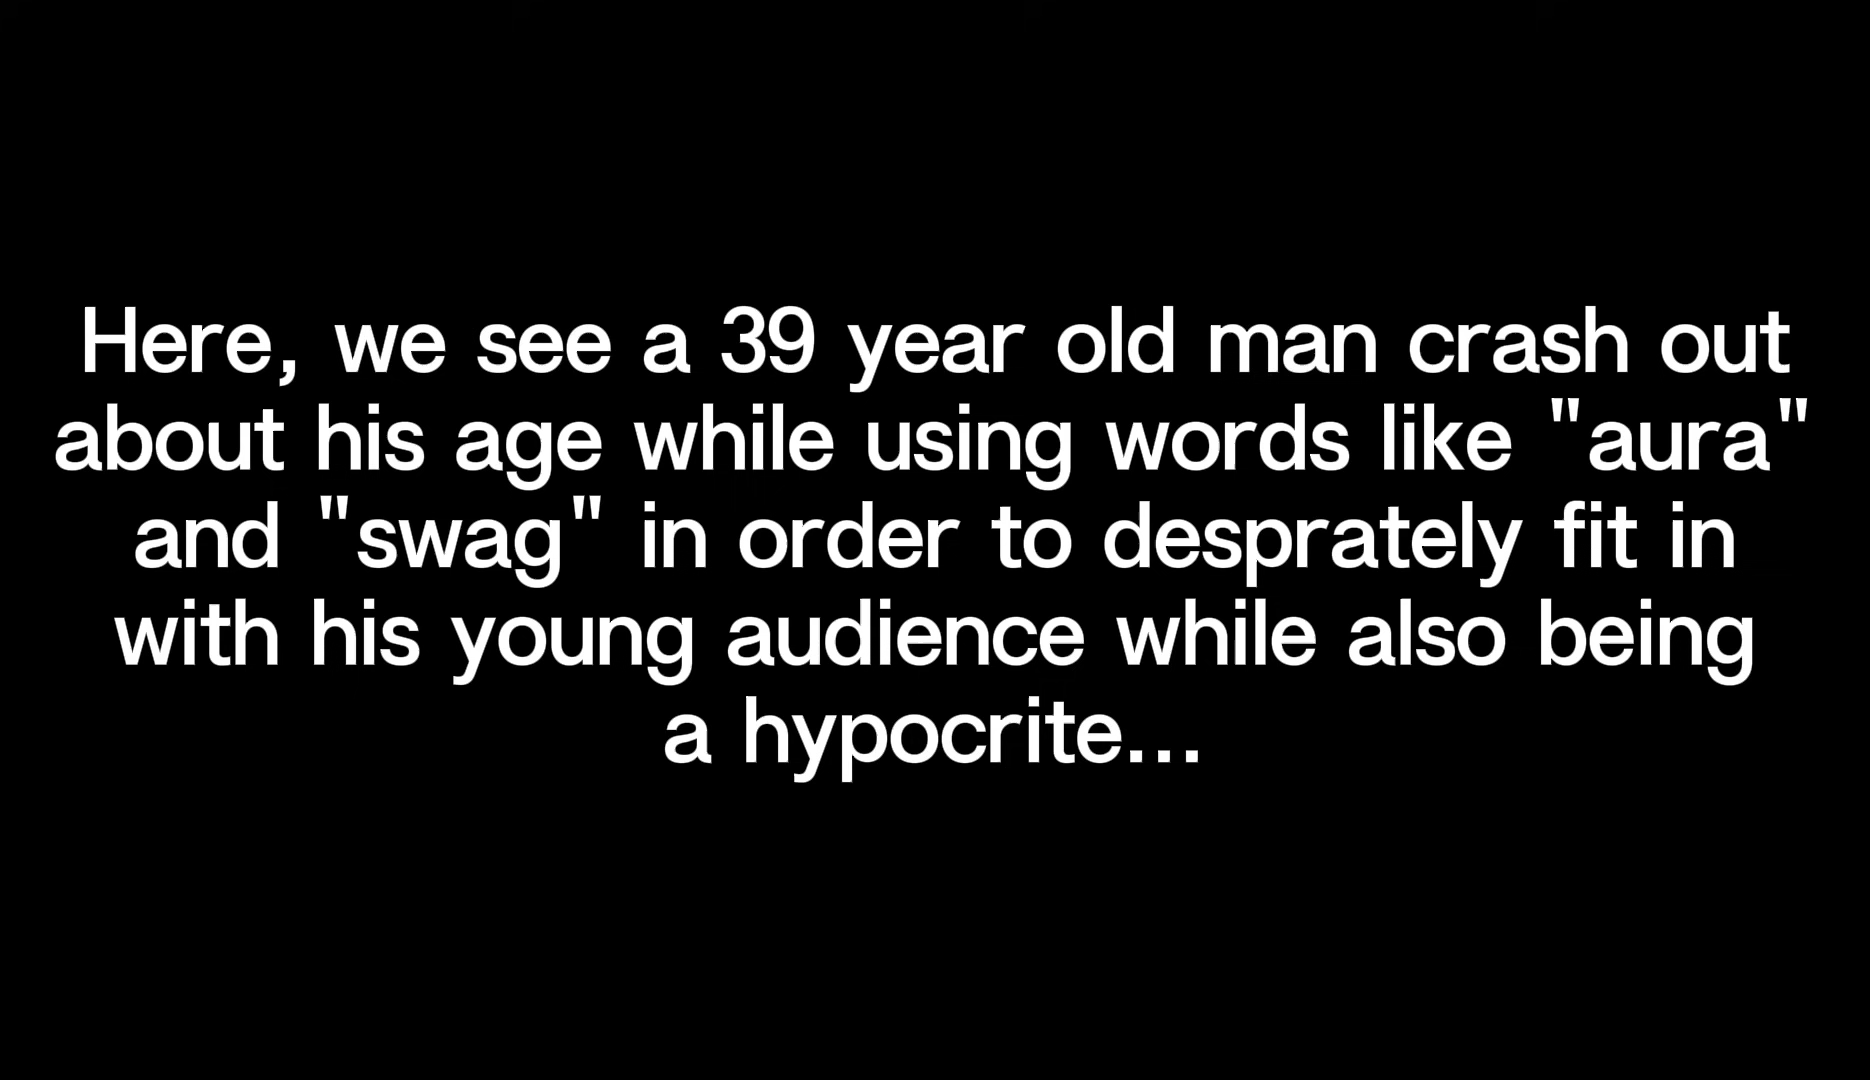 Here, we see a 39 year old man crash out
about his age while using words like "aura"
and "swag" in order to desprately fit in
with his young audience while also being
a hypocrite...